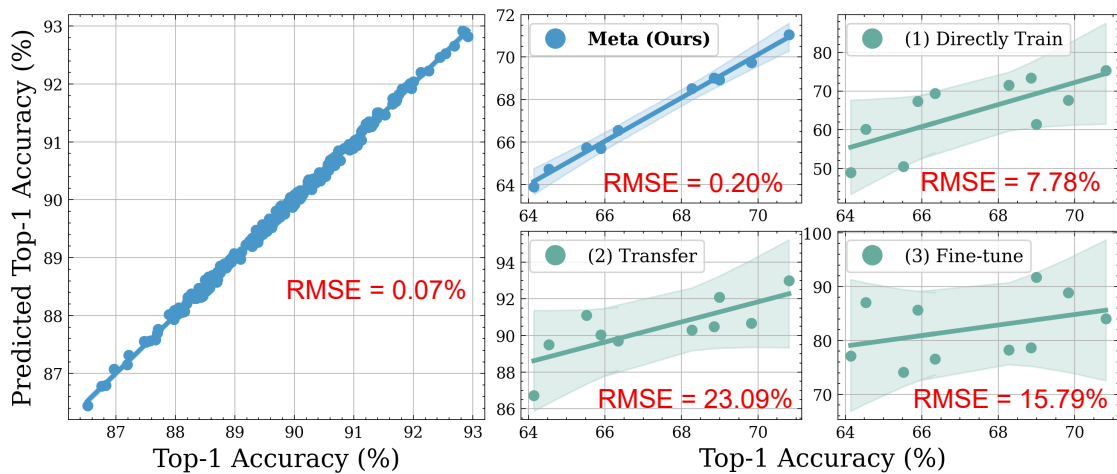 Predicted Top-1 Accuracy (%)
93
92
91
90
89
88
87
RMSE = 0.07%
87 88 89 90 91 92 93
Top-1 Accuracy (%)
72
70
68
66
64
Meta (Ours)
RMSE = 0.20%
64 66 68 70
80
70
60
50
(1) Directly Train
RMSE = 7.78%
64 66 68 70
94
92
90
88
86
(2) Transfer
RMSE = 23.09%
64 66 68 70
100
90
80
70
(3) Fine-tune
RMSE = 15.79%
64 66 68 70
Top-1 Accuracy (%)